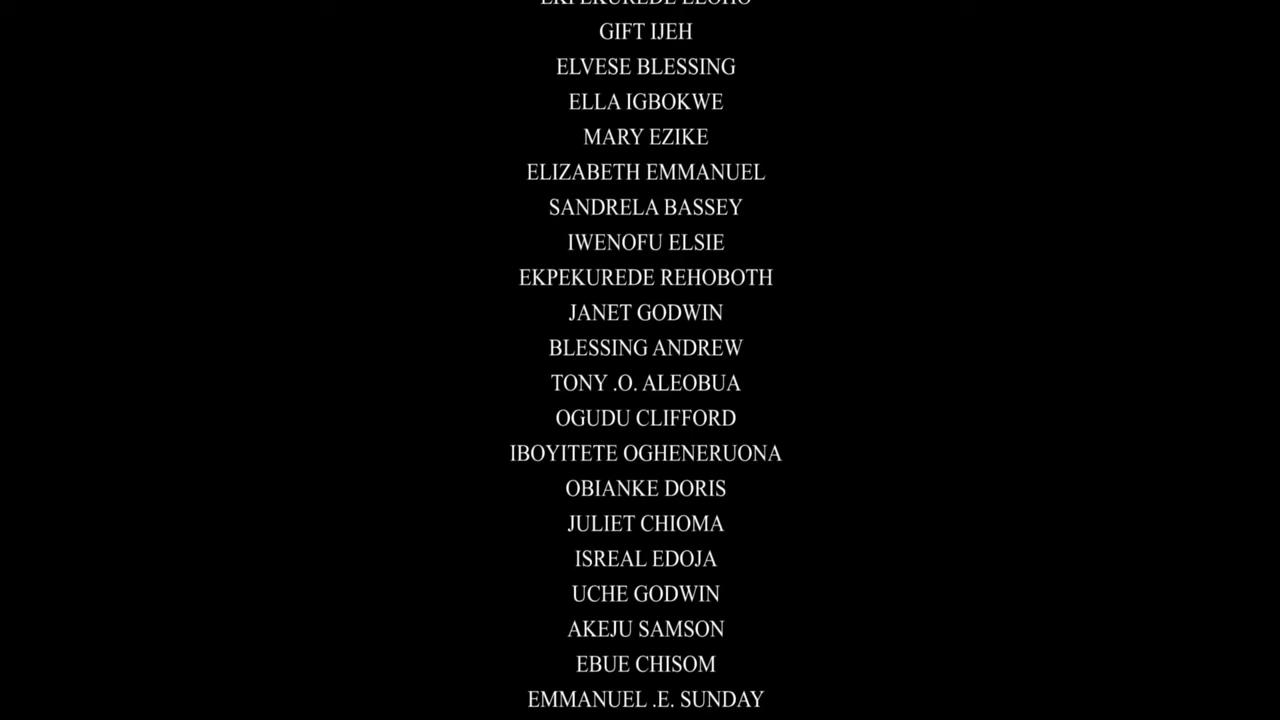 GIFT IJEH
ELVESE BLESSING
ELLA IGBOKWE
MARY EZIKE
ELIZABETH EMMANUEL
SANDRELA BASSEY
IWENOFU ELSIE
EKPEKUREDE REHOBOTH
JANET GODWIN
BLESSING ANDREW
TONY .O. ALEOBUA
OGUDU CLIFFORD
IBOYITETE OGHENERUONA
OBIANKE DORIS
JULIET CHIOMA
ISREAL EDOJA
UCHE GODWIN
AKEJU SAMSON
EBUE CHISOM
EMMANUEL .E. SUNDAY